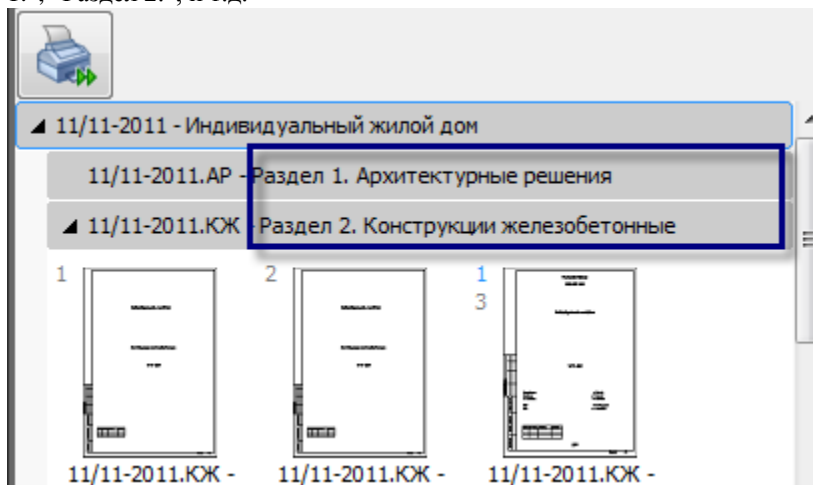 11/11-2011 - Индивидуальный жилой дом
11/11-2011.АР - Раздел 1. Архитектурные решения
11/11-2011.КЖ - Раздел 2. Конструкции железобетонные
1 2 1
3
11/11-2011.КЖ - 11/11-2011.КЖ - 11/11-2011.КЖ -